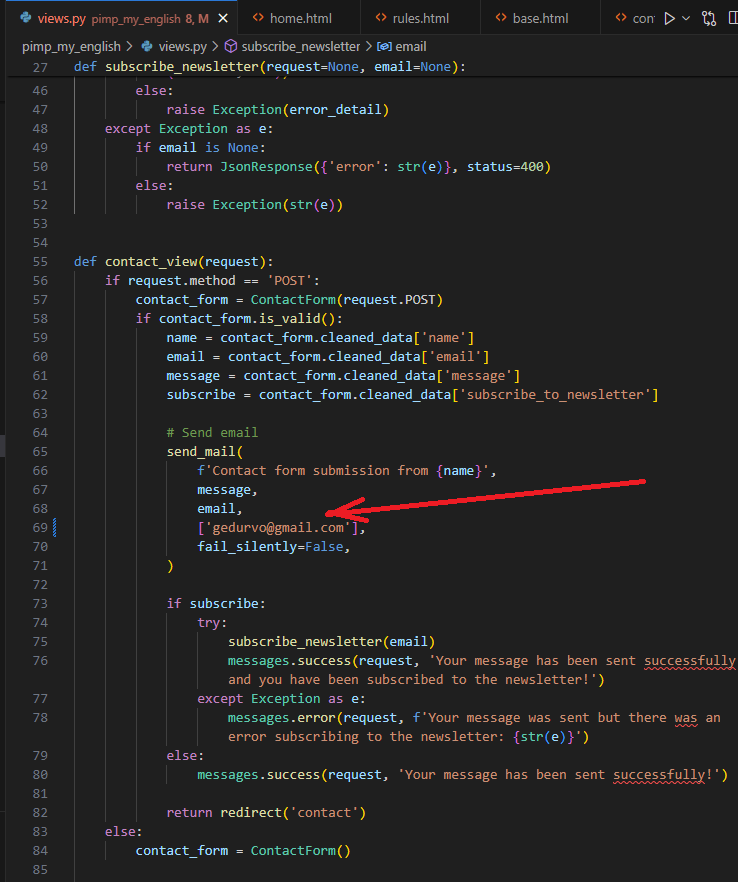 views.py pimp_my_english 8, M
home.html
rules.html
base.html
con
pimp_my_english > views.py > subscribe_newsletter > email
27 def subscribe_newsletter(request=None, email=None):
46 else:
47 raise Exception(error_detail)
48 except Exception as e:
49 if email is None:
50 return JsonResponse({'error': str(e)}, status=400)
51 else:
52 raise Exception(str(e))
53
54
55 def contact_view(request):
56 if request.method == 'POST':
57 contact_form = ContactForm(request.POST)
58 if contact_form.is_valid():
59 name = contact_form.cleaned_data['name']
60 email = contact_form.cleaned_data['email']
61 message = contact_form.cleaned_data['message']
62 subscribe = contact_form.cleaned_data['subscribe_to_newsletter']
63
64 # Send email
65 send_mail(
66 f'Contact form submission from {name}',
67 message,
68 email,
69 ['gedurvo@gmail.com'],
70 fail_silently=False,
71 )
72
73 if subscribe:
74 try:
75 subscribe_newsletter(email)
76 messages.success(request, 'Your message has been sent successfully
and you have been subscribed to the newsletter!')
77 except Exception as e:
78 messages.error(request, f'Your message was sent but there was an
error subscribing to the newsletter: {str(e)}')
79 else:
80 messages.success(request, 'Your message has been sent successfully!')
81
82 return redirect('contact')
83 else:
84 contact_form = ContactForm()
85